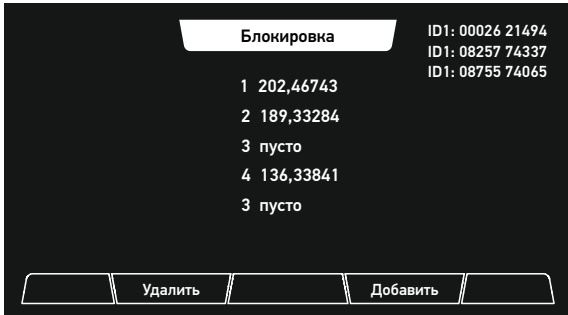 Блокировка
ID1: 00026 21494
ID1: 08257 74337
ID1: 08755 74065
1 202,46743
2 189,33284
3 пусто
4 136,33841
3 пусто
Удалить Добавить